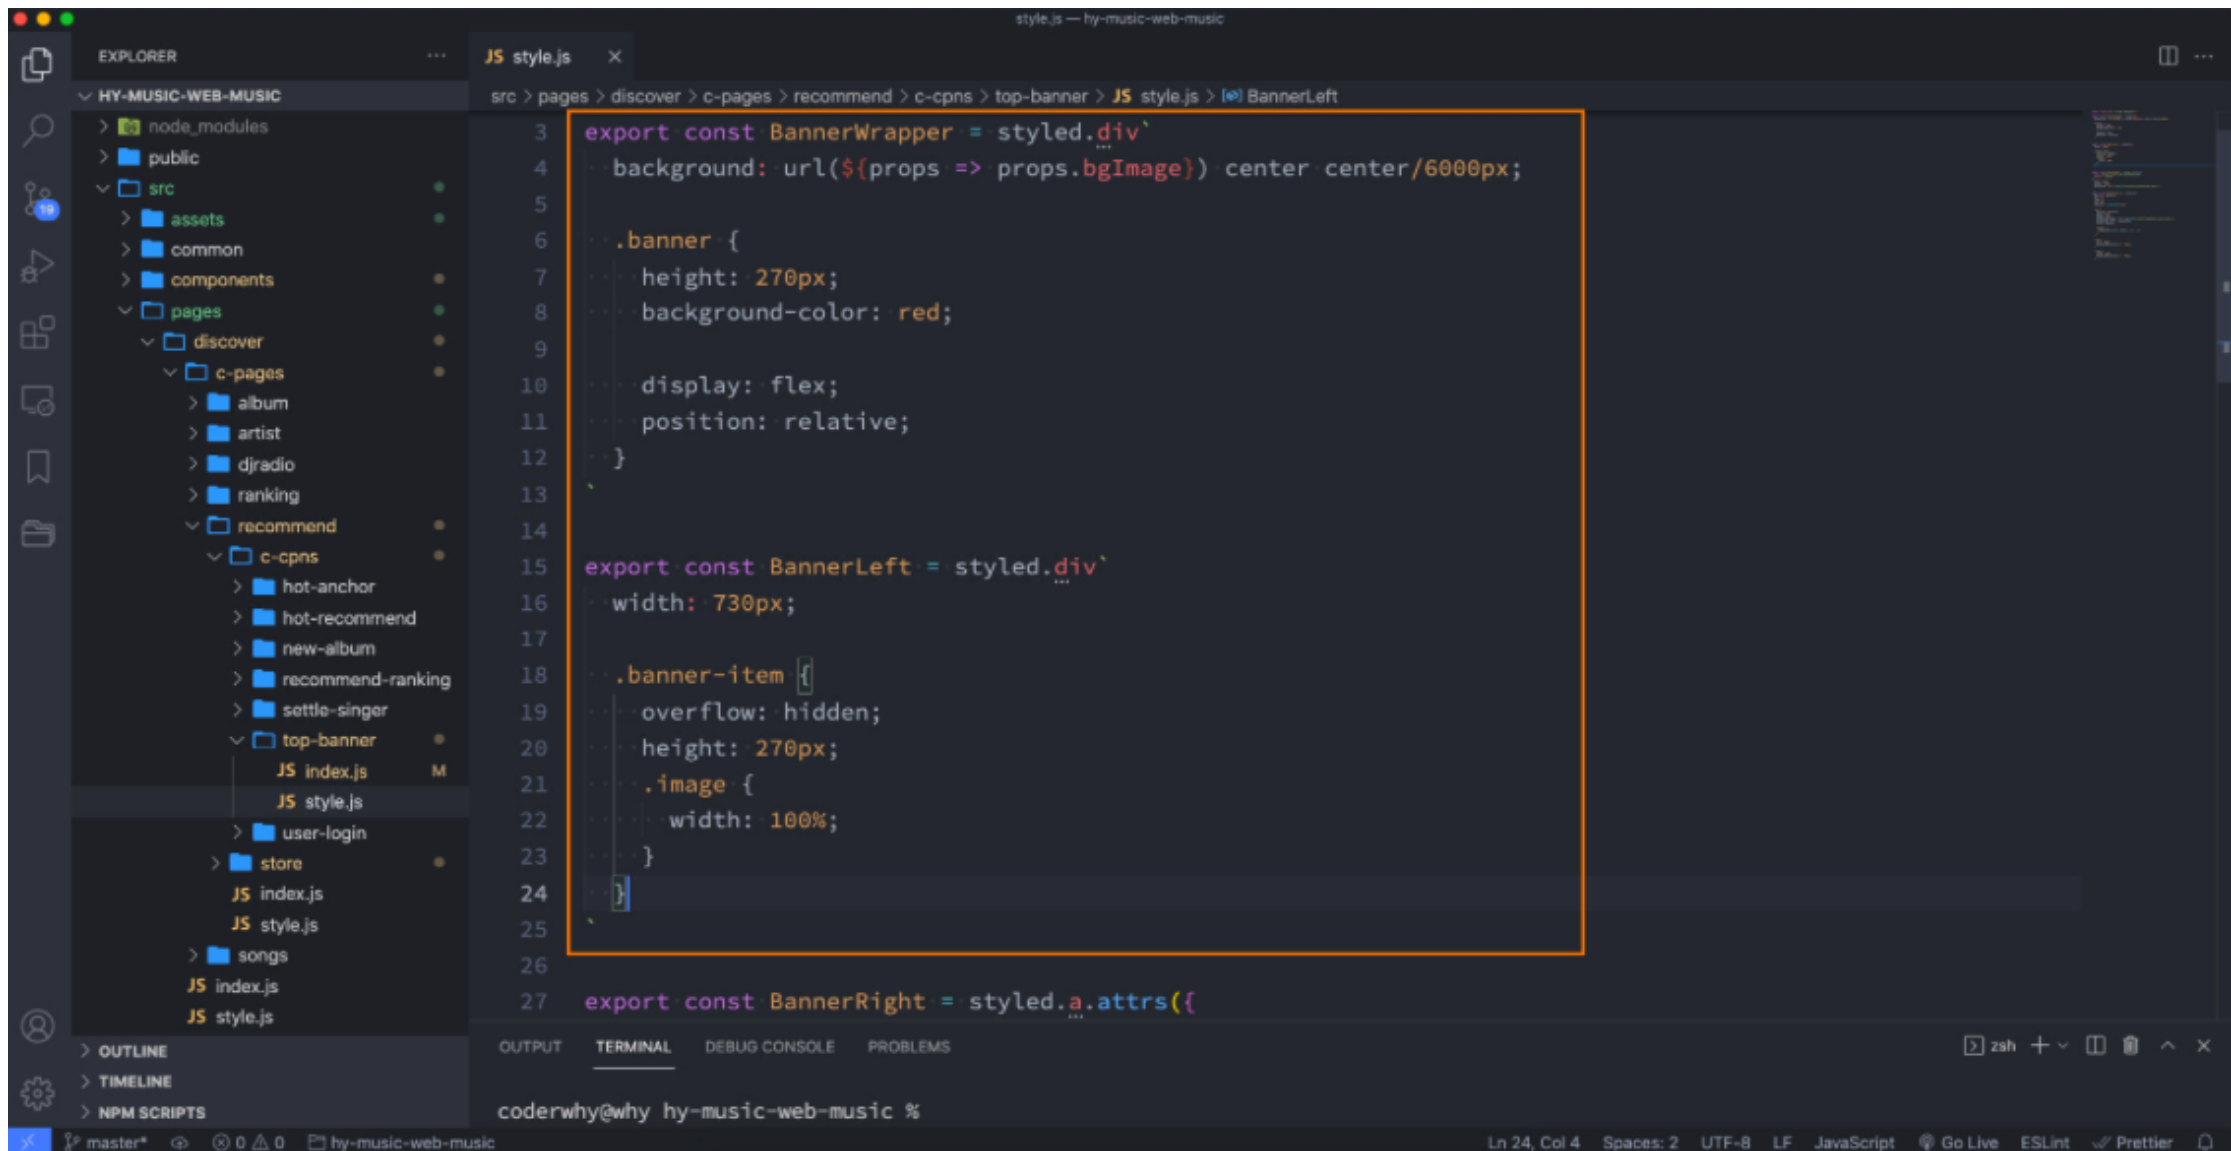 style.js — hy-music-web-music
EXPLORER
JS style.js
HY-MUSIC-WEB-MUSIC
src > pages > discover > c-pages > recommend > c-cpns > top-banner > JS style.js > BannerLeft
node_modules
public
src
assets
common
components
pages
discover
c-pages
album
artist
djradio
ranking
recommend
c-cpns
hot-anchor
hot-recommend
new-album
recommend-ranking
settle-singer
top-banner
JS index.js M
JS style.js
user-login
store
JS index.js
JS style.js
songs
JS index.js
JS style.js
OUTLINE
TIMELINE
NPM SCRIPTS
19
3 export const BannerWrapper = styled.div`
4 background: url(${props => props.bgImage}) center center/6000px;
5
6 .banner {
7 height: 270px;
8 background-color: red;
9
10 display: flex;
11 position: relative;
12 }
13 `
14
15 export const BannerLeft = styled.div`
16 width: 730px;
17
18 .banner-item {
19 overflow: hidden;
20 height: 270px;
21 .image {
22 width: 100%;
23 }
24 }
25 `
26
27 export const BannerRight = styled.a.attrs({
OUTPUT TERMINAL DEBUG CONSOLE PROBLEMS
zsh
coderwhy@why hy-music-web-music %
master* 0 0 hy-music-web-music
Ln 24, Col 4 Spaces: 2 UTF-8 LF JavaScript Go Live ESLint Prettier